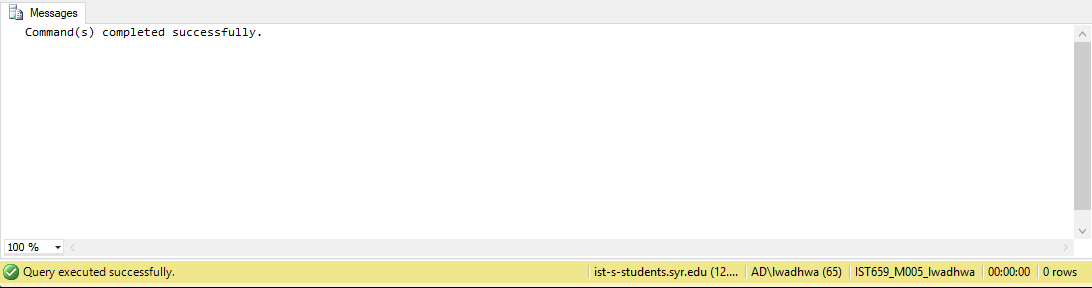 Messages
Command(s) completed successfully.
100 %
Query executed successfully. ist-s-students.syr.edu (12.... AD\lwadhwa (65) IST659_M005_lwadhwa 00:00:00 0 rows